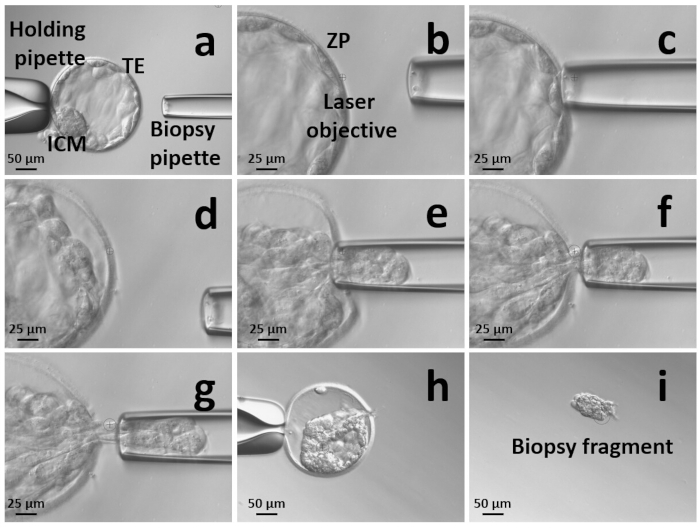 a
Holding
pipette
TE
ICM
Biopsy
pipette
50 µm
b
ZP
Laser
objective
25 µm
c
25 µm
d
25 µm
e
25 µm
f
25 µm
g
25 µm
h
50 µm
i
Biopsy fragment
50 µm